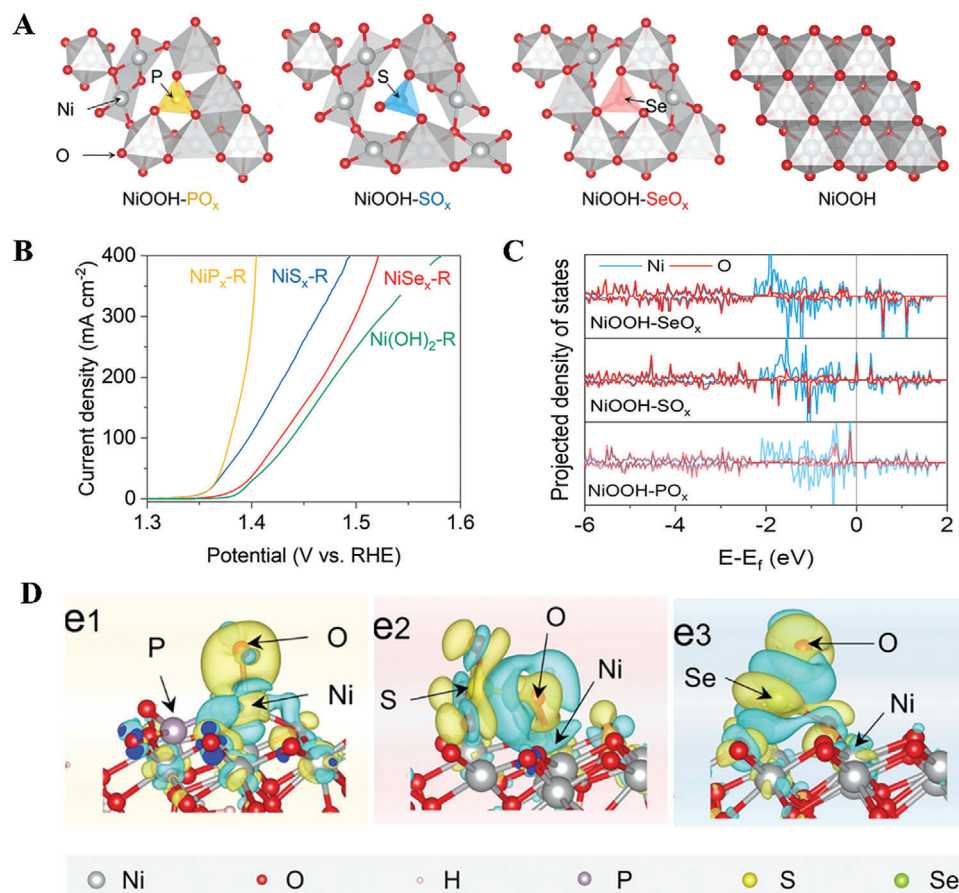 A
P
S
Se
Ni
O
NiOOH-POₓ
NiOOH-SOₓ
NiOOH-SeOₓ
NiOOH
B
C
400
300
200
100
0
NiPₓ-R
NiSₓ-R
NiSeₓ-R
Ni(OH)₂-R
Current density (mA cm⁻²)
1.3
1.4
1.5
1.6
Potential (V vs. RHE)
Ni
O
NiOOH-SeOₓ
NiOOH-SOₓ
NiOOH-POₓ
Projected density of states
-6
-4
-2
0
2
E-E_f (eV)
D
e1
P
O
Ni
e2
S
O
Ni
e3
Se
O
Ni
Ni O H P S Se